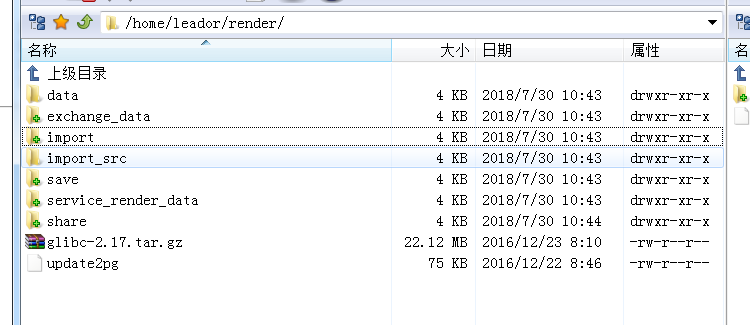 /home/leador/render/
名称 大小 日期 属性 名
上级目录
data 4 KB 2018/7/30 10:43 drwxr-xr-x
exchange_data 4 KB 2018/7/30 10:43 drwxr-xr-x
import 4 KB 2018/7/30 10:43 drwxr-xr-x
import_src 4 KB 2018/7/30 10:43 drwxr-xr-x
save 4 KB 2018/7/30 10:43 drwxr-xr-x
service_render_data 4 KB 2018/7/30 10:43 drwxr-xr-x
share 4 KB 2018/7/30 10:44 drwxr-xr-x
glibc-2.17.tar.gz 22.12 MB 2016/12/23 8:10 -rw-r--r--
update2pg 75 KB 2016/12/22 8:46 -rw-r--r--